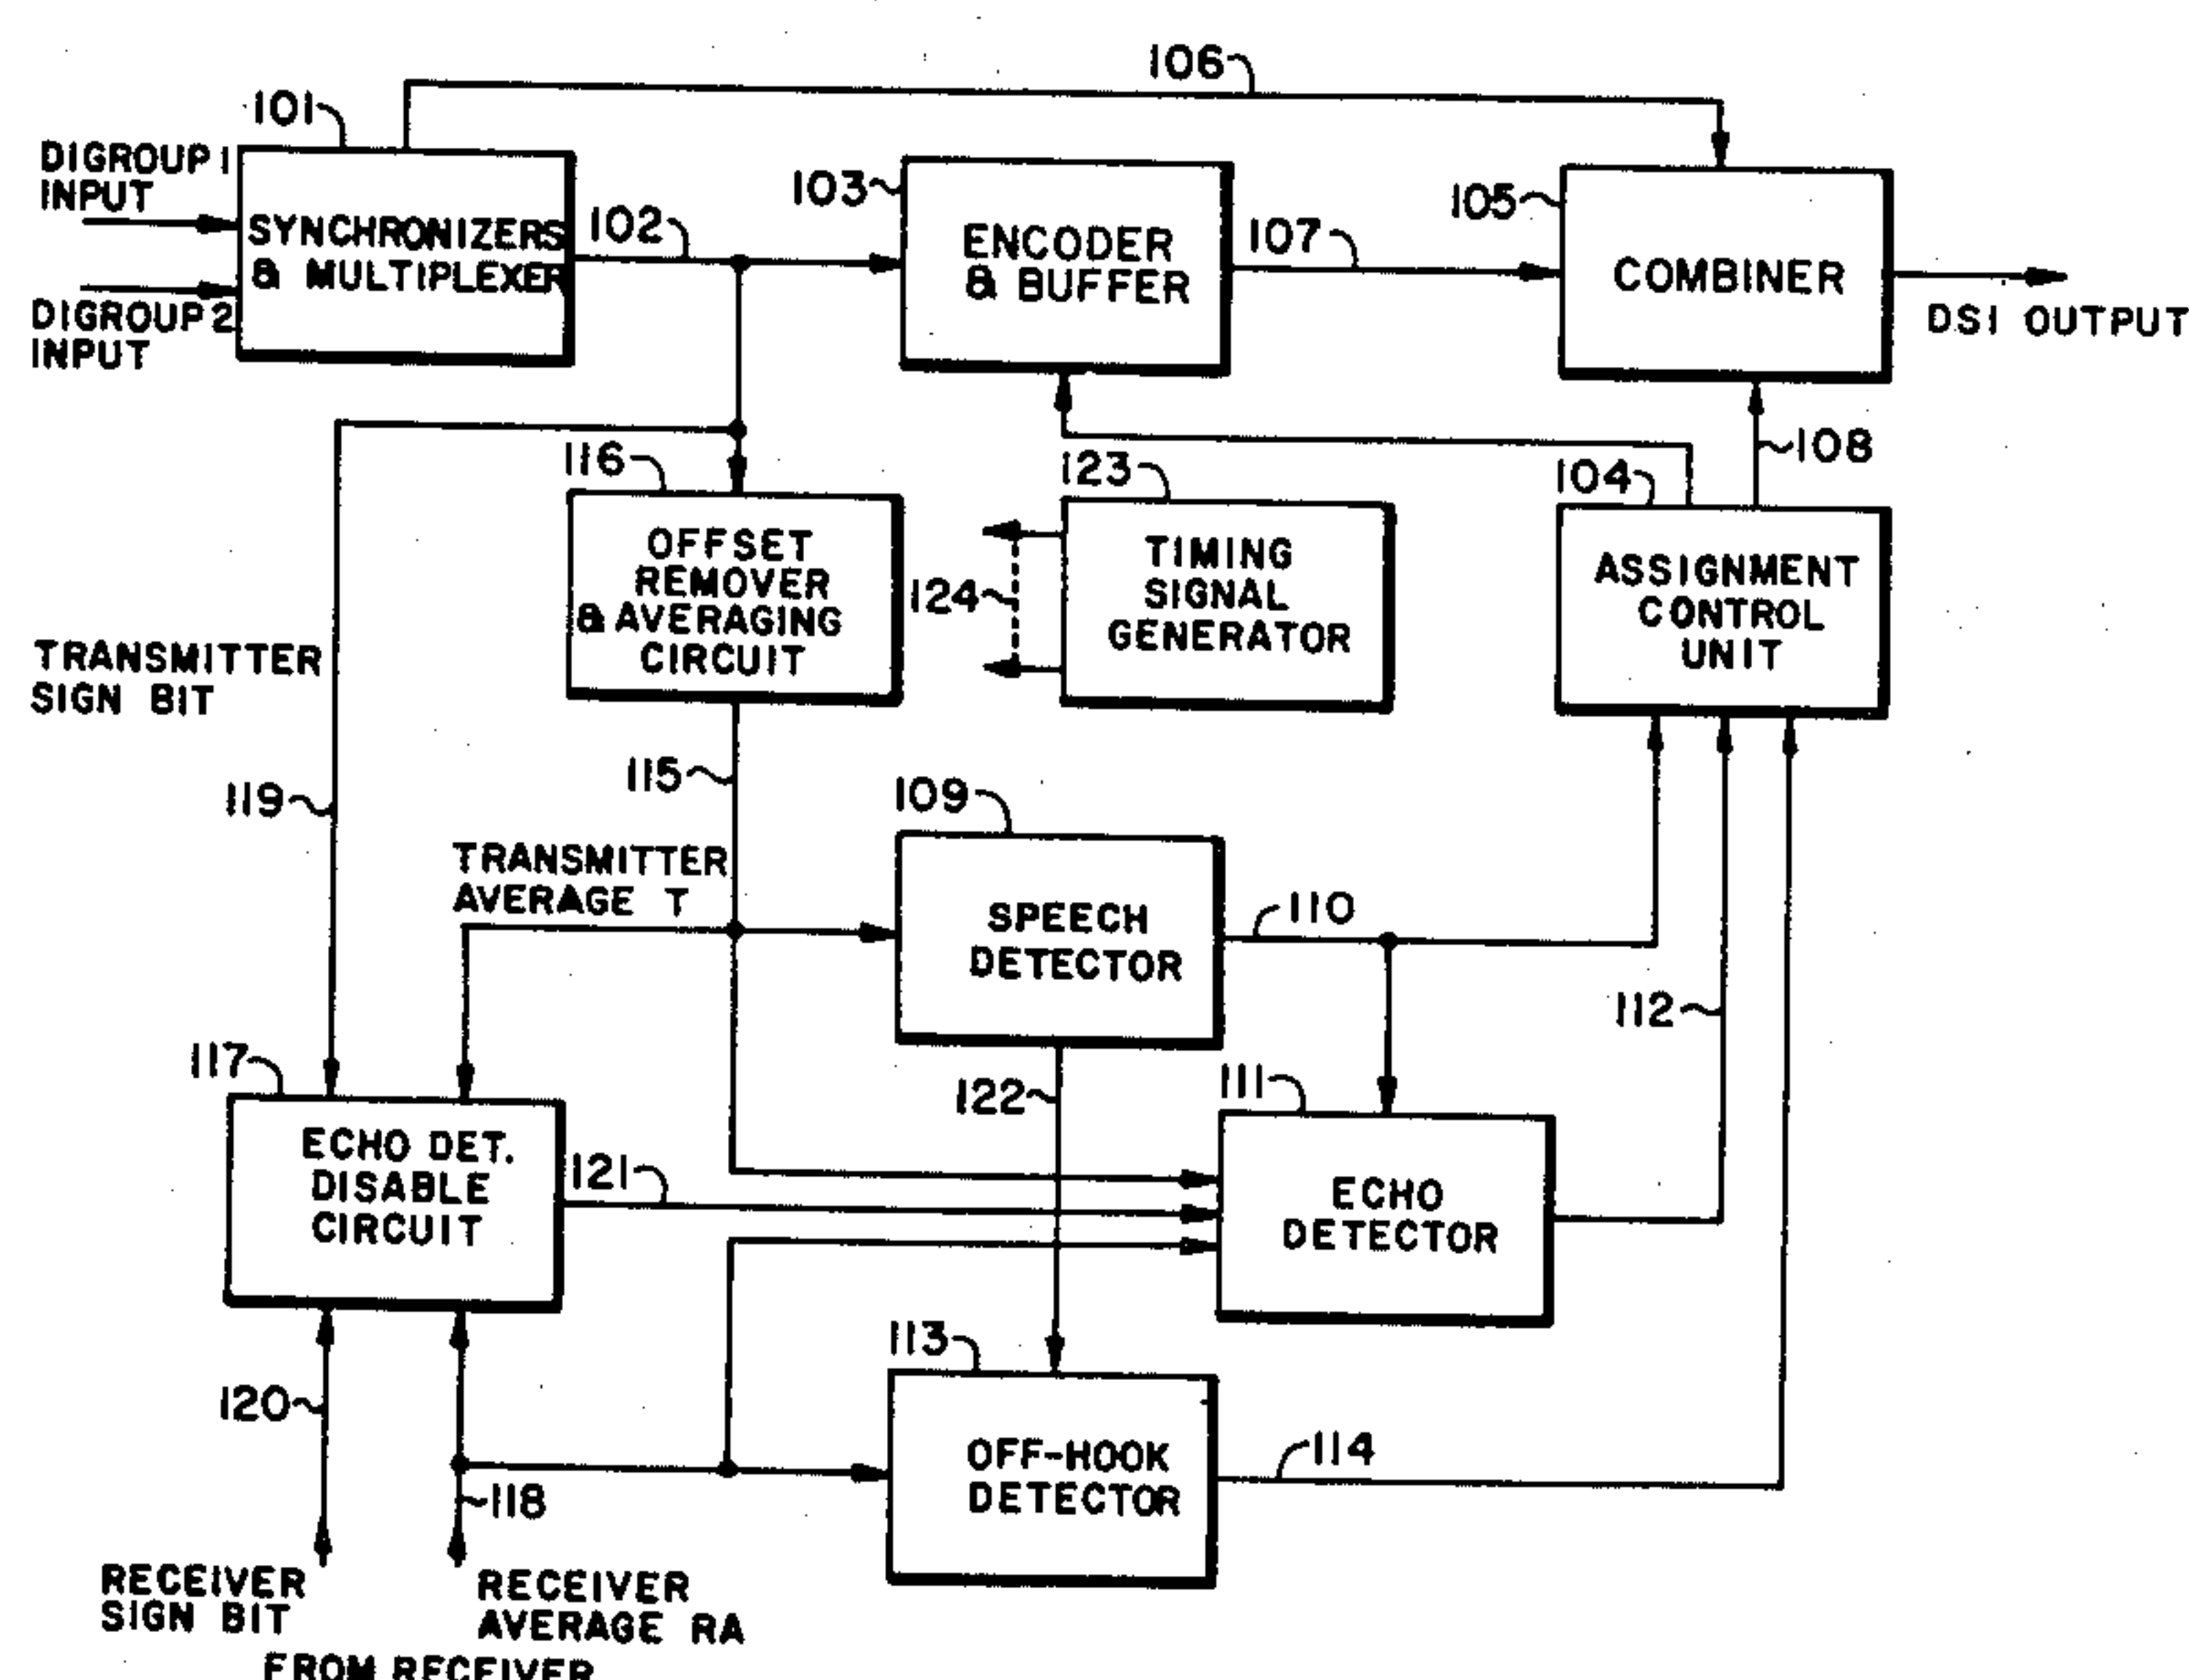 106
101
DIGROUP 1
INPUT
SYNCHRONIZERS
& MULTIPLEXER
DIGROUP 2
INPUT
102
103
ENCODER
& BUFFER
107
105
COMBINER
DSI OUTPUT
108
116
OFFSET
REMOVER
& AVERAGING
CIRCUIT
123
124
TIMING
SIGNAL
GENERATOR
104
ASSIGNMENT
CONTROL
UNIT
TRANSMITTER
SIGN BIT
119
115
TRANSMITTER
AVERAGE T
109
SPEECH
DETECTOR
110
112
117
ECHO DET.
DISABLE
CIRCUIT
121
122
111
ECHO
DETECTOR
113
OFF-HOOK
DETECTOR
114
120
118
RECEIVER
SIGN BIT
RECEIVER
AVERAGE RA
FROM RECEIVER